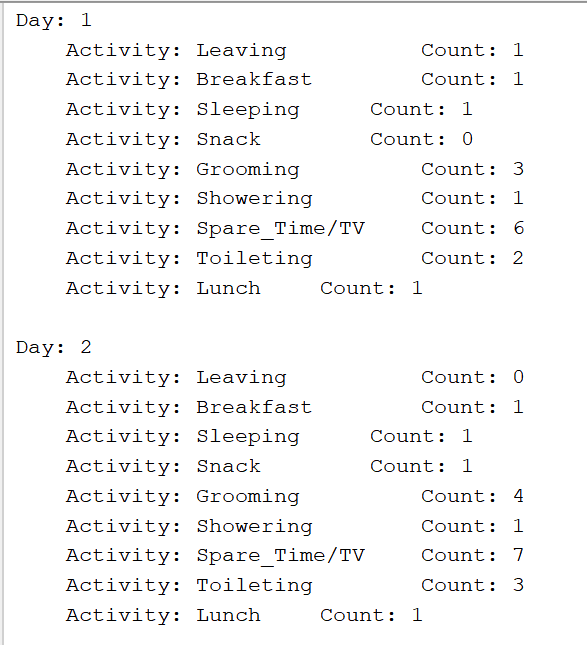 Day: 1
Activity: Leaving Count: 1
Activity: Breakfast Count: 1
Activity: Sleeping Count: 1
Activity: Snack Count: 0
Activity: Grooming Count: 3
Activity: Showering Count: 1
Activity: Spare_Time/TV Count: 6
Activity: Toileting Count: 2
Activity: Lunch Count: 1
Day: 2
Activity: Leaving Count: 0
Activity: Breakfast Count: 1
Activity: Sleeping Count: 1
Activity: Snack Count: 1
Activity: Grooming Count: 4
Activity: Showering Count: 1
Activity: Spare_Time/TV Count: 7
Activity: Toileting Count: 3
Activity: Lunch Count: 1